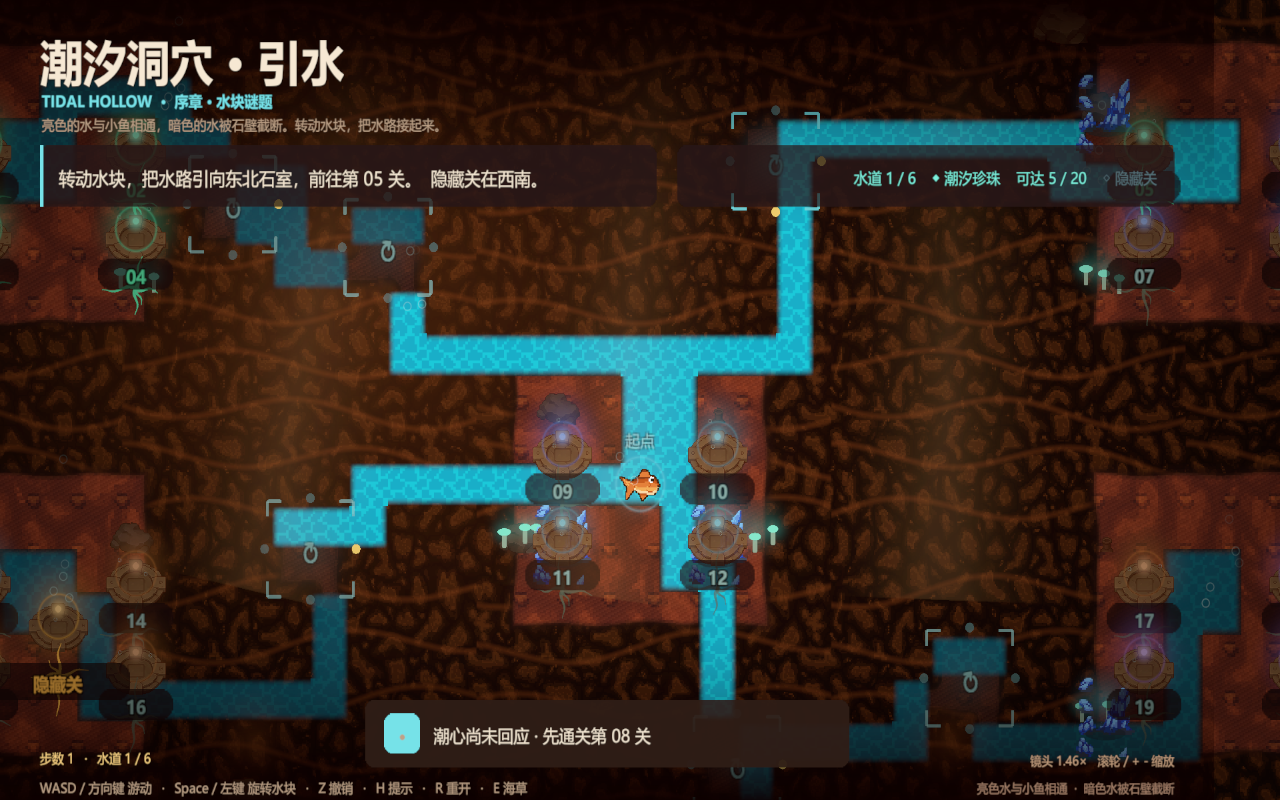 潮汐洞穴 · 引水
TIDAL HOLLOW · 序章 · 水块谜题
亮色的水与小鱼相通，暗色的水被石壁截断。转动水块，把水路接起来。
转动水块，把水路引向东北石室，前往第 05 关。 隐藏关在西南。
水道 1 / 6 ◆ 潮汐珍珠 可达 5 / 20 ◇ 隐藏关
02
05
04
07
起点
09
10
11
12
14
17
隐藏关
16
19
潮心尚未回应 · 先通关第 08 关
步数 1 · 水道 1 / 6
镜头 1.46× 滚轮 / + - 缩放
WASD / 方向键 游动 · Space / 左键 旋转水块 · Z 撤销 · H 提示 · R 重开 · E 海草
亮色水与小鱼相通 · 暗色水被石壁截断